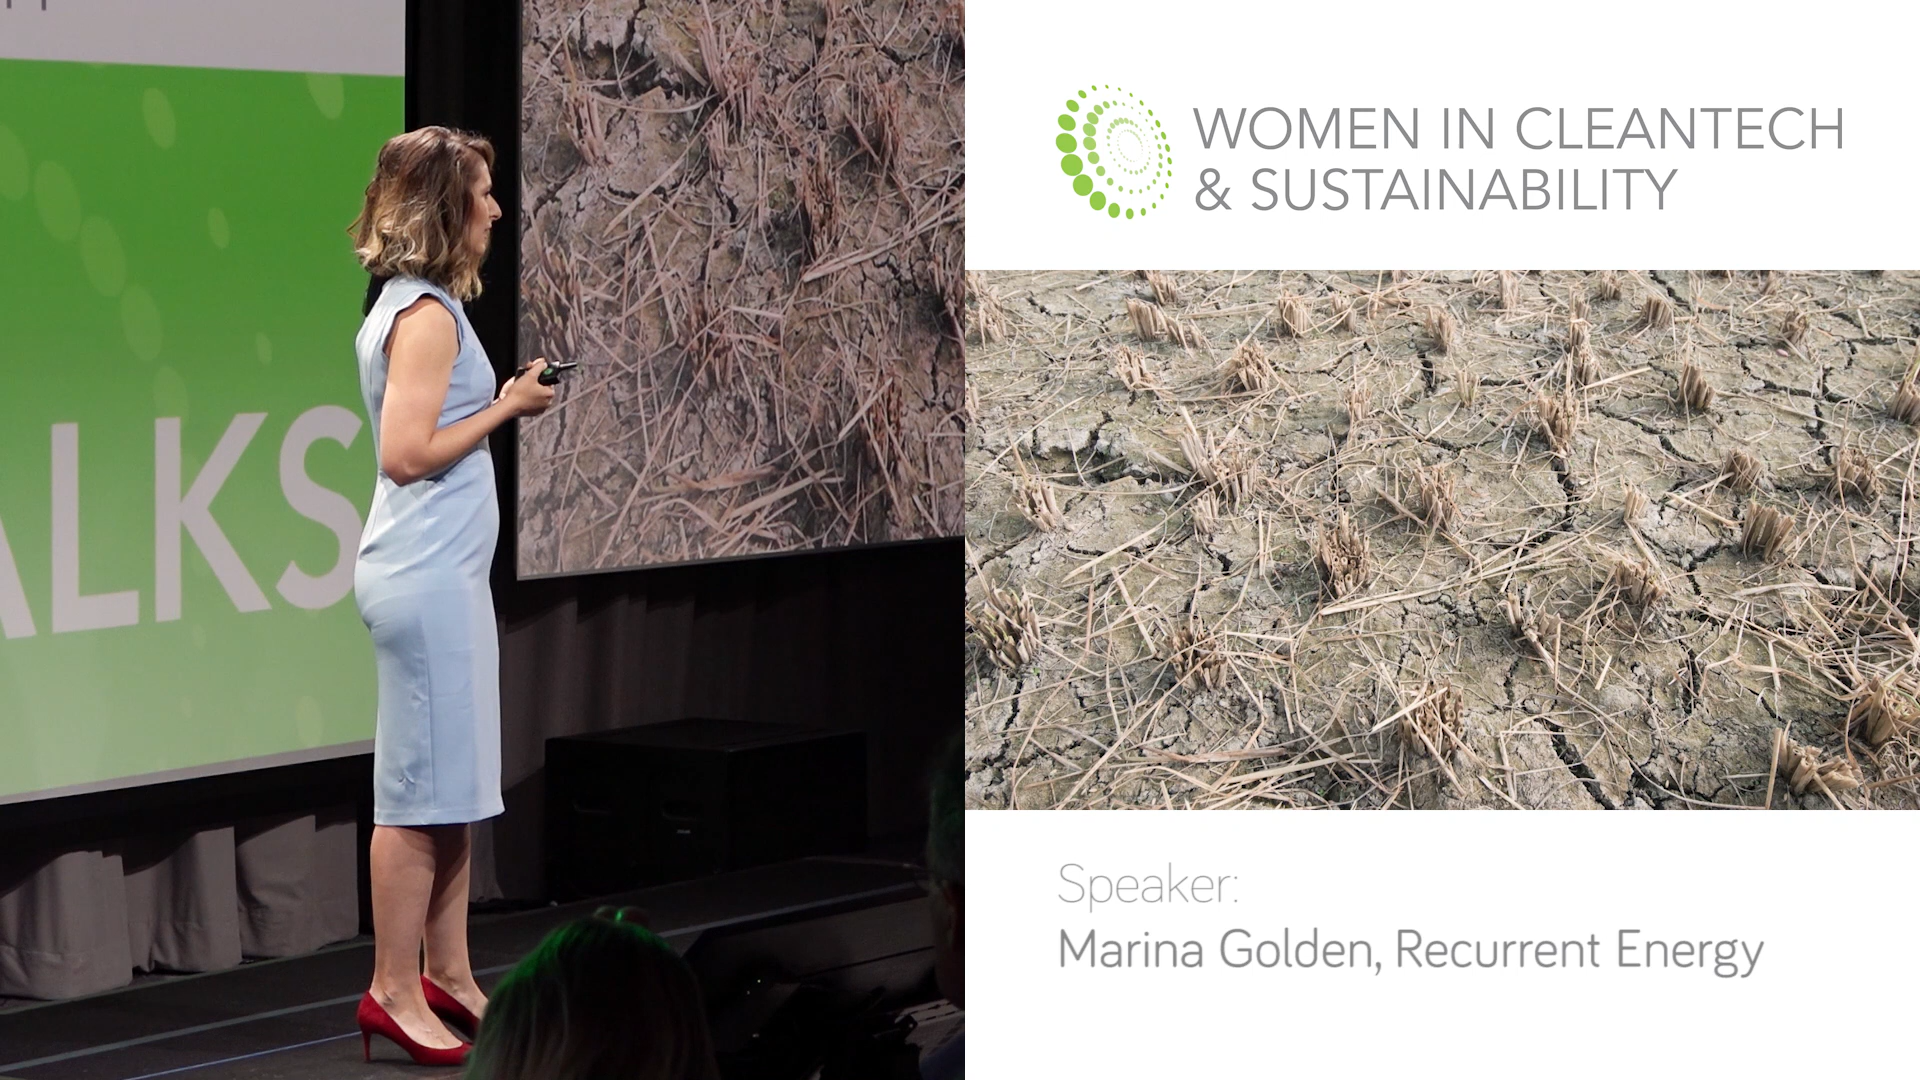 ALKS
WOMEN IN CLEANTECH
& SUSTAINABILITY
Speaker:
Marina Golden, Recurrent Energy